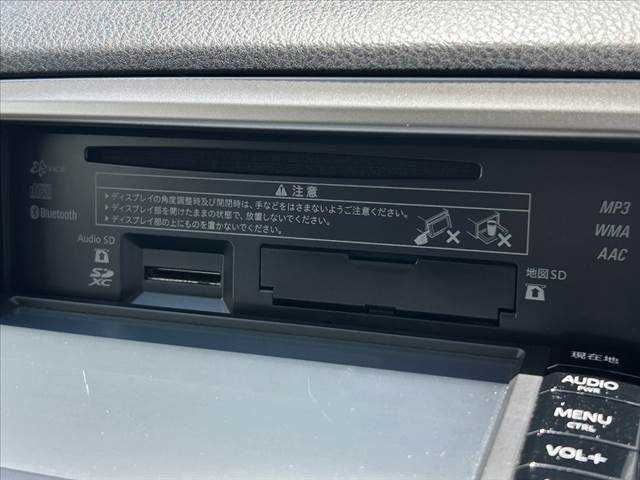 VICS
Bluetooth
注意
ディスプレイの角度調整時及び開閉時は、手などをはさまないようご注意ください。
ディスプレイ部を開けたままの状態で、放置しないでください。
ディスプレイ部の上にものを置かないでください。
MP3
WMA
AAC
Audio SD
SD
XC
地図SD
現在地
AUDIO
PWR
MENU
CTRL
VOL+